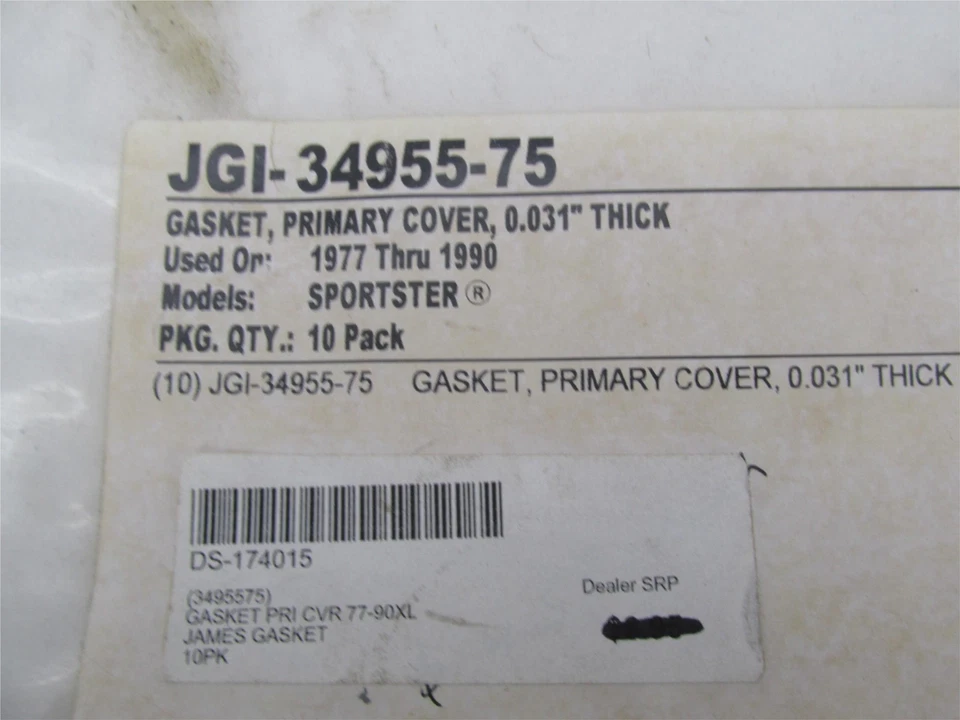 JGI-34955-75
GASKET, PRIMARY COVER, 0.031" THICK
Used On: 1977 Thru 1990
Models: SPORTSTER ®
PKG. QTY.: 10 Pack
(10) JGI-34955-75 GASKET, PRIMARY COVER, 0.031" THICK
DS-174015
(3495575)
GASKET PRI CVR 77-90XL
JAMES GASKET
10PK
Dealer SRP